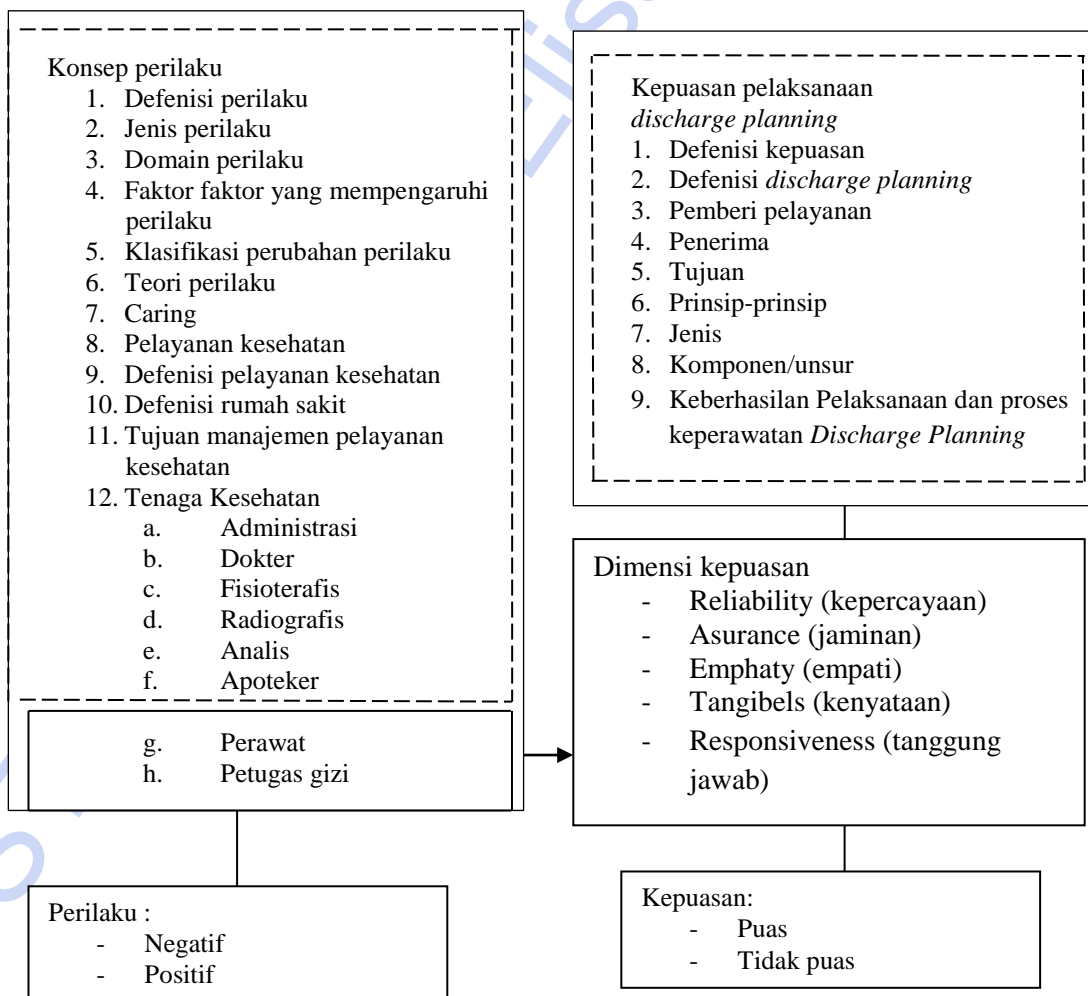 Konsep perilaku
1. Defenisi perilaku
2. Jenis perilaku
3. Domain perilaku
4. Faktor faktor yang mempengaruhi
perilaku
5. Klasifikasi perubahan perilaku
6. Teori perilaku
7. Caring
8. Pelayanan kesehatan
9. Defenisi pelayanan kesehatan
10. Defenisi rumah sakit
11. Tujuan manajemen pelayanan
kesehatan
12. Tenaga Kesehatan
a. Administrasi
b. Dokter
c. Fisioterafis
d. Radiografis
e. Analis
f. Apoteker
g. Perawat
h. Petugas gizi
Perilaku :
- Negatif
- Positif
Kepuasan pelaksanaan
discharge planning
1. Defenisi kepuasan
2. Defenisi discharge planning
3. Pemberi pelayanan
4. Penerima
5. Tujuan
6. Prinsip-prinsip
7. Jenis
8. Komponen/unsur
9. Keberhasilan Pelaksanaan dan proses
keperawatan Discharge Planning
Dimensi kepuasan
- Reliability (kepercayaan)
- Asurance (jaminan)
- Emphaty (empati)
- Tangibels (kenyataan)
- Responsiveness (tanggung
jawab)
Kepuasan:
- Puas
- Tidak puas